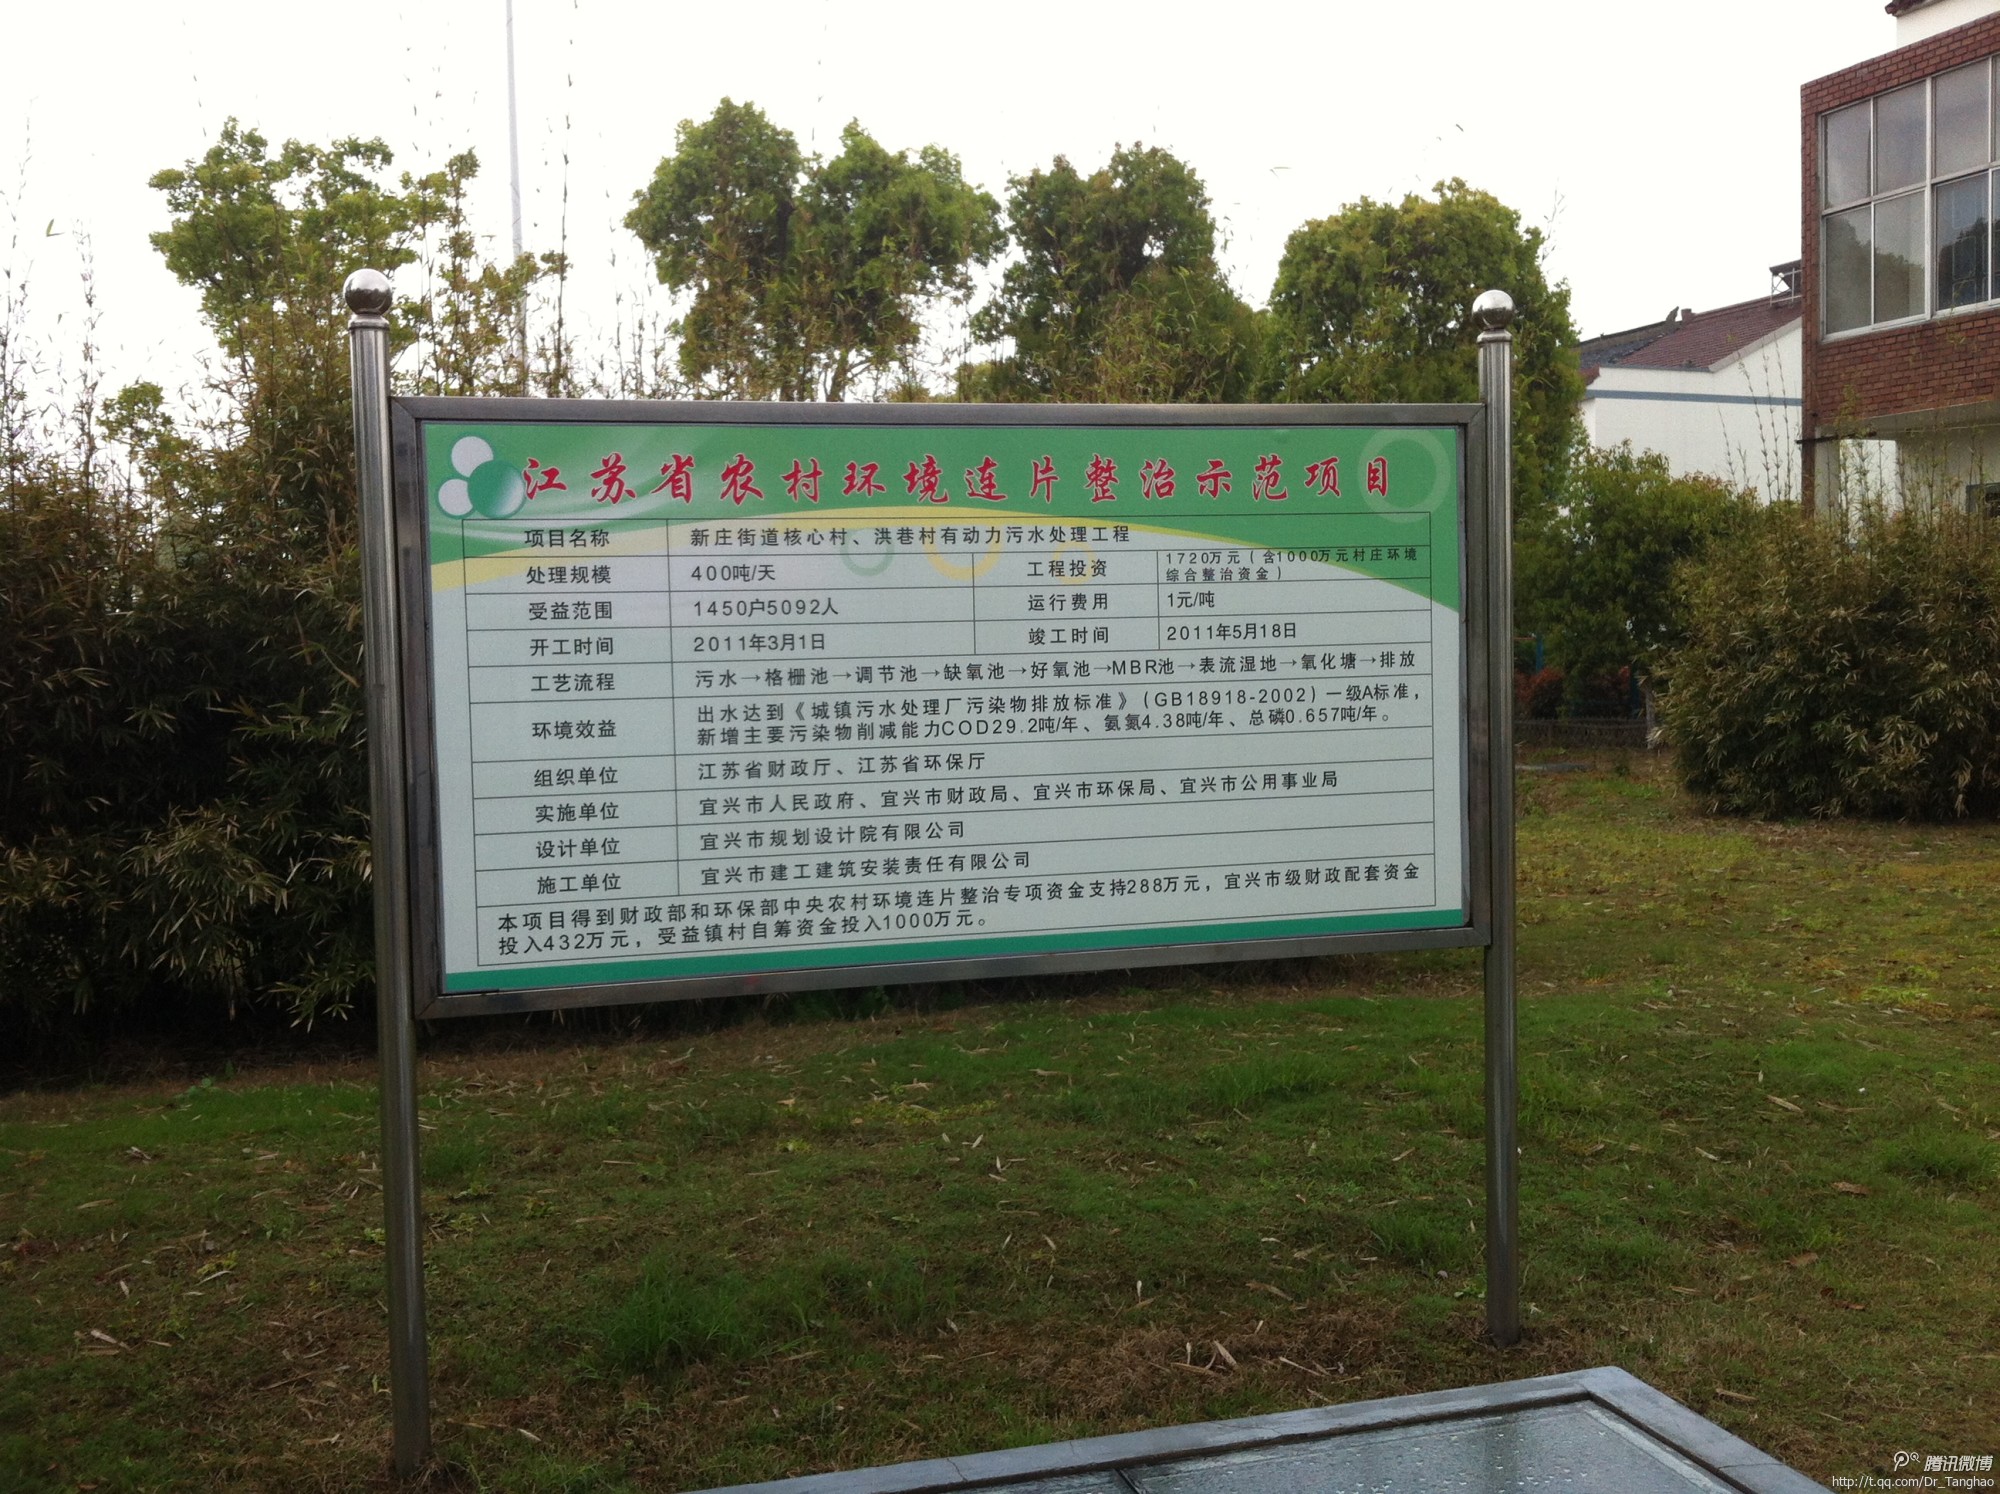 江苏省农村环境连片整治示范项目
项目名称 新庄街道核心村、洪巷村有动力污水处理工程
处理规模 400吨/天 工程投资 1720万元（含1000万元村庄环境
综合整治资金）
受益范围 1450户5092人 运行费用 1元/吨
开工时间 2011年3月1日 竣工时间 2011年5月18日
工艺流程 污水→格栅池→调节池→缺氧池→好氧池→MBR池→表流湿地→氧化塘→排放
环境效益 出水达到《城镇污水处理厂污染物排放标准》（GB18918-2002）一级A标准，
新增主要污染物削减能力COD29.2吨/年、氨氮4.38吨/年、总磷0.657吨/年。
组织单位 江苏省财政厅、江苏省环保厅
实施单位 宜兴市人民政府、宜兴市财政局、宜兴市环保局、宜兴市公用事业局
设计单位 宜兴市规划设计院有限公司
施工单位 宜兴市建工建筑安装责任有限公司
本项目得到财政部和环保部中央农村环境连片整治专项资金支持288万元，宜兴市级财政配套资金
投入432万元，受益镇村自筹资金投入1000万元。
腾讯微博
http://t.qq.com/Dr_Tanghao